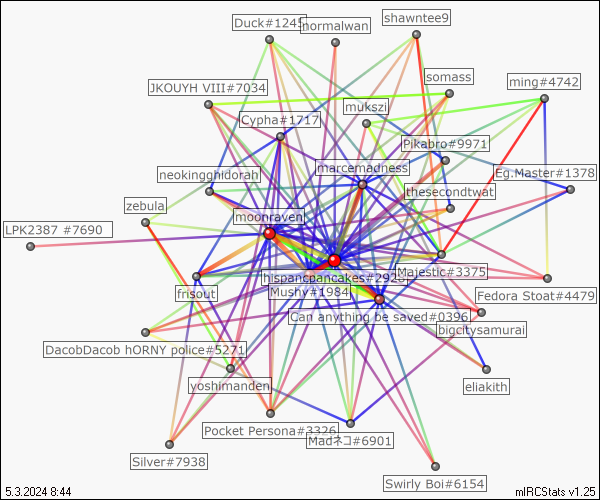 Duck#1245
normalwan
shawntee9
somass
ming#4742
JKOUYH VIII#7034
mukszi
Cypha#1717
Pikabro#9971
marcemadness
Eg.Master#1378
neokingghidorah
thesecondtwat
zebula
moonraven
LPK2387 #7690
Majestic#3375
hispancpancakes#2926
frisout
Mushy#1984
Fedora Stoat#4479
Can anything be saved#0396
bigcitysamurai
DacobDacob hORNY police#5271
yoshimanden
eliakith
Pocket Persona#3326
Madネコ#6901
Silver#7938
Swirly Boi#6154
5.3.2024 8:44
mIRCStats v1.25